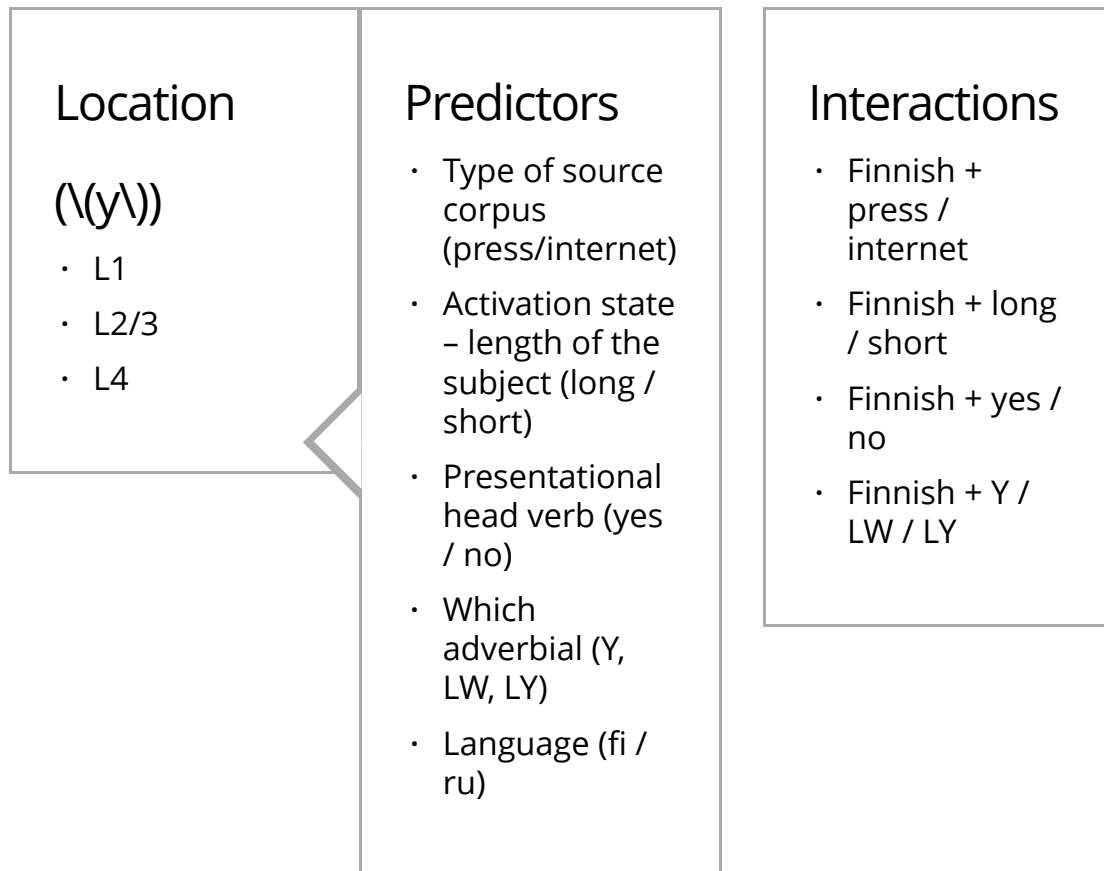 Location
(\(y\))
· L1
· L2/3
· L4
Predictors
· Type of source
corpus
(press/internet)
· Activation state
– length of the
subject (long /
short)
· Presentational
head verb (yes
/ no)
· Which
adverbial (Y,
LW, LY)
· Language (fi /
ru)
Interactions
· Finnish +
press /
internet
· Finnish + long
/ short
· Finnish + yes /
no
· Finnish + Y /
LW / LY